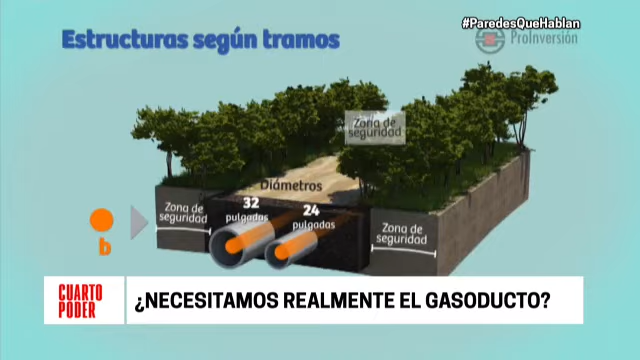 #ParedesQueHablan
Estructuras según tramos
ProInversión
Zona de
seguridad
Diámetros
32
pulgadas
24
pulgadas
Zona de
seguridad
Zona de
seguridad
b
CUARTO
PODER
¿NECESITAMOS REALMENTE EL GASODUCTO?